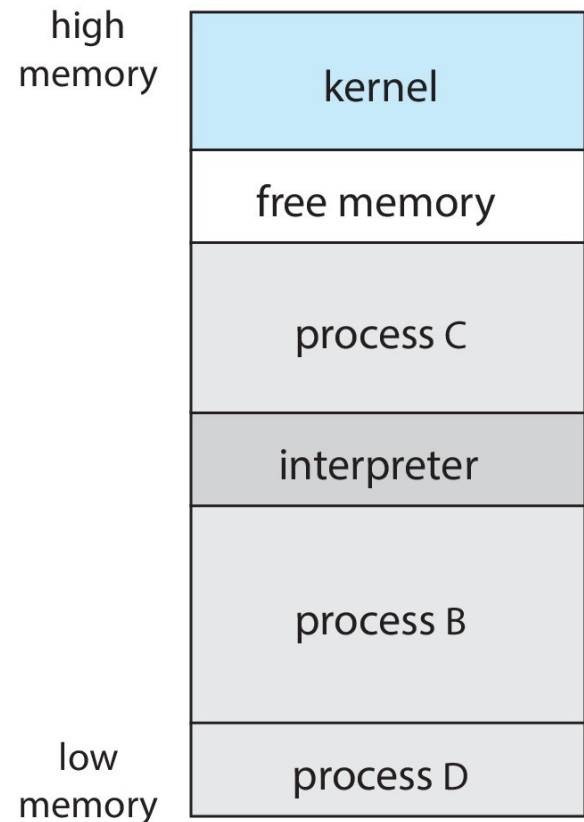 high
memory
kernel
free memory
process C
interpreter
process B
process D
low
memory